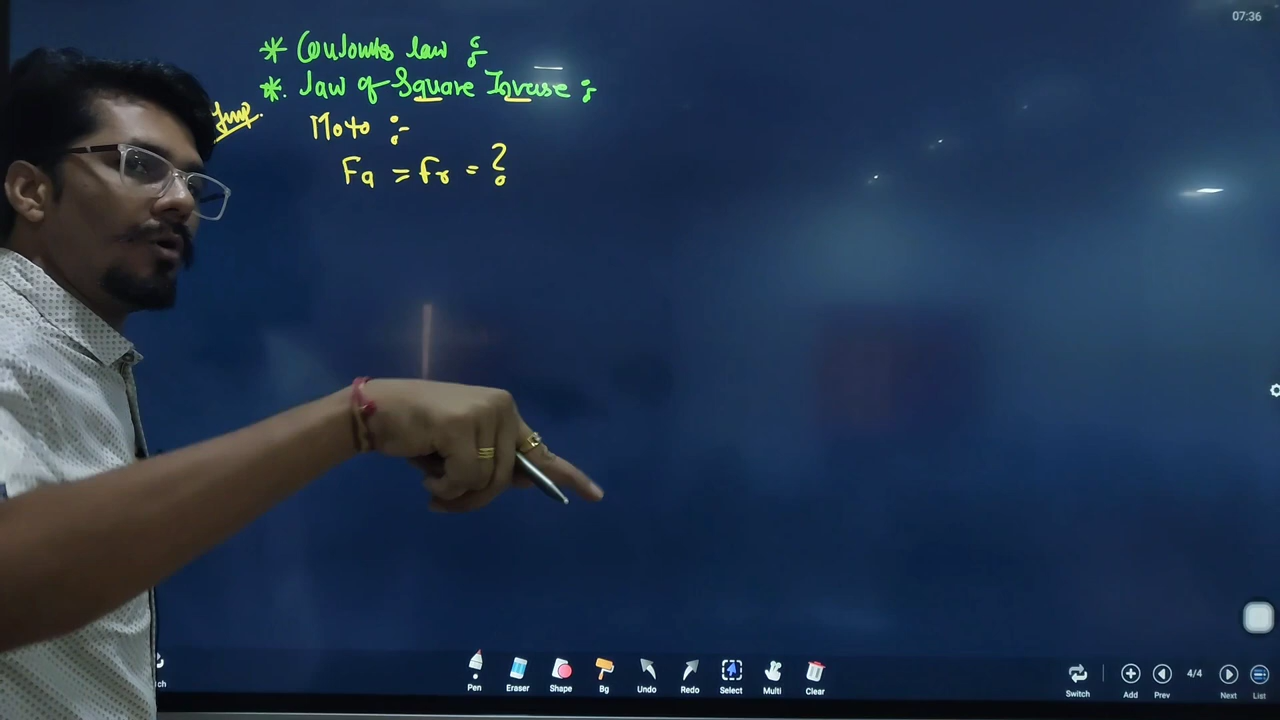 07:36
* Coulombs law :-
*. Law of Square Inverse :-
Imp.
Moto :-
Fa = Fr = ?
Pen Eraser Shape Bg Undo Redo Select Multi Clear Switch Add Prev 4/4 Next List